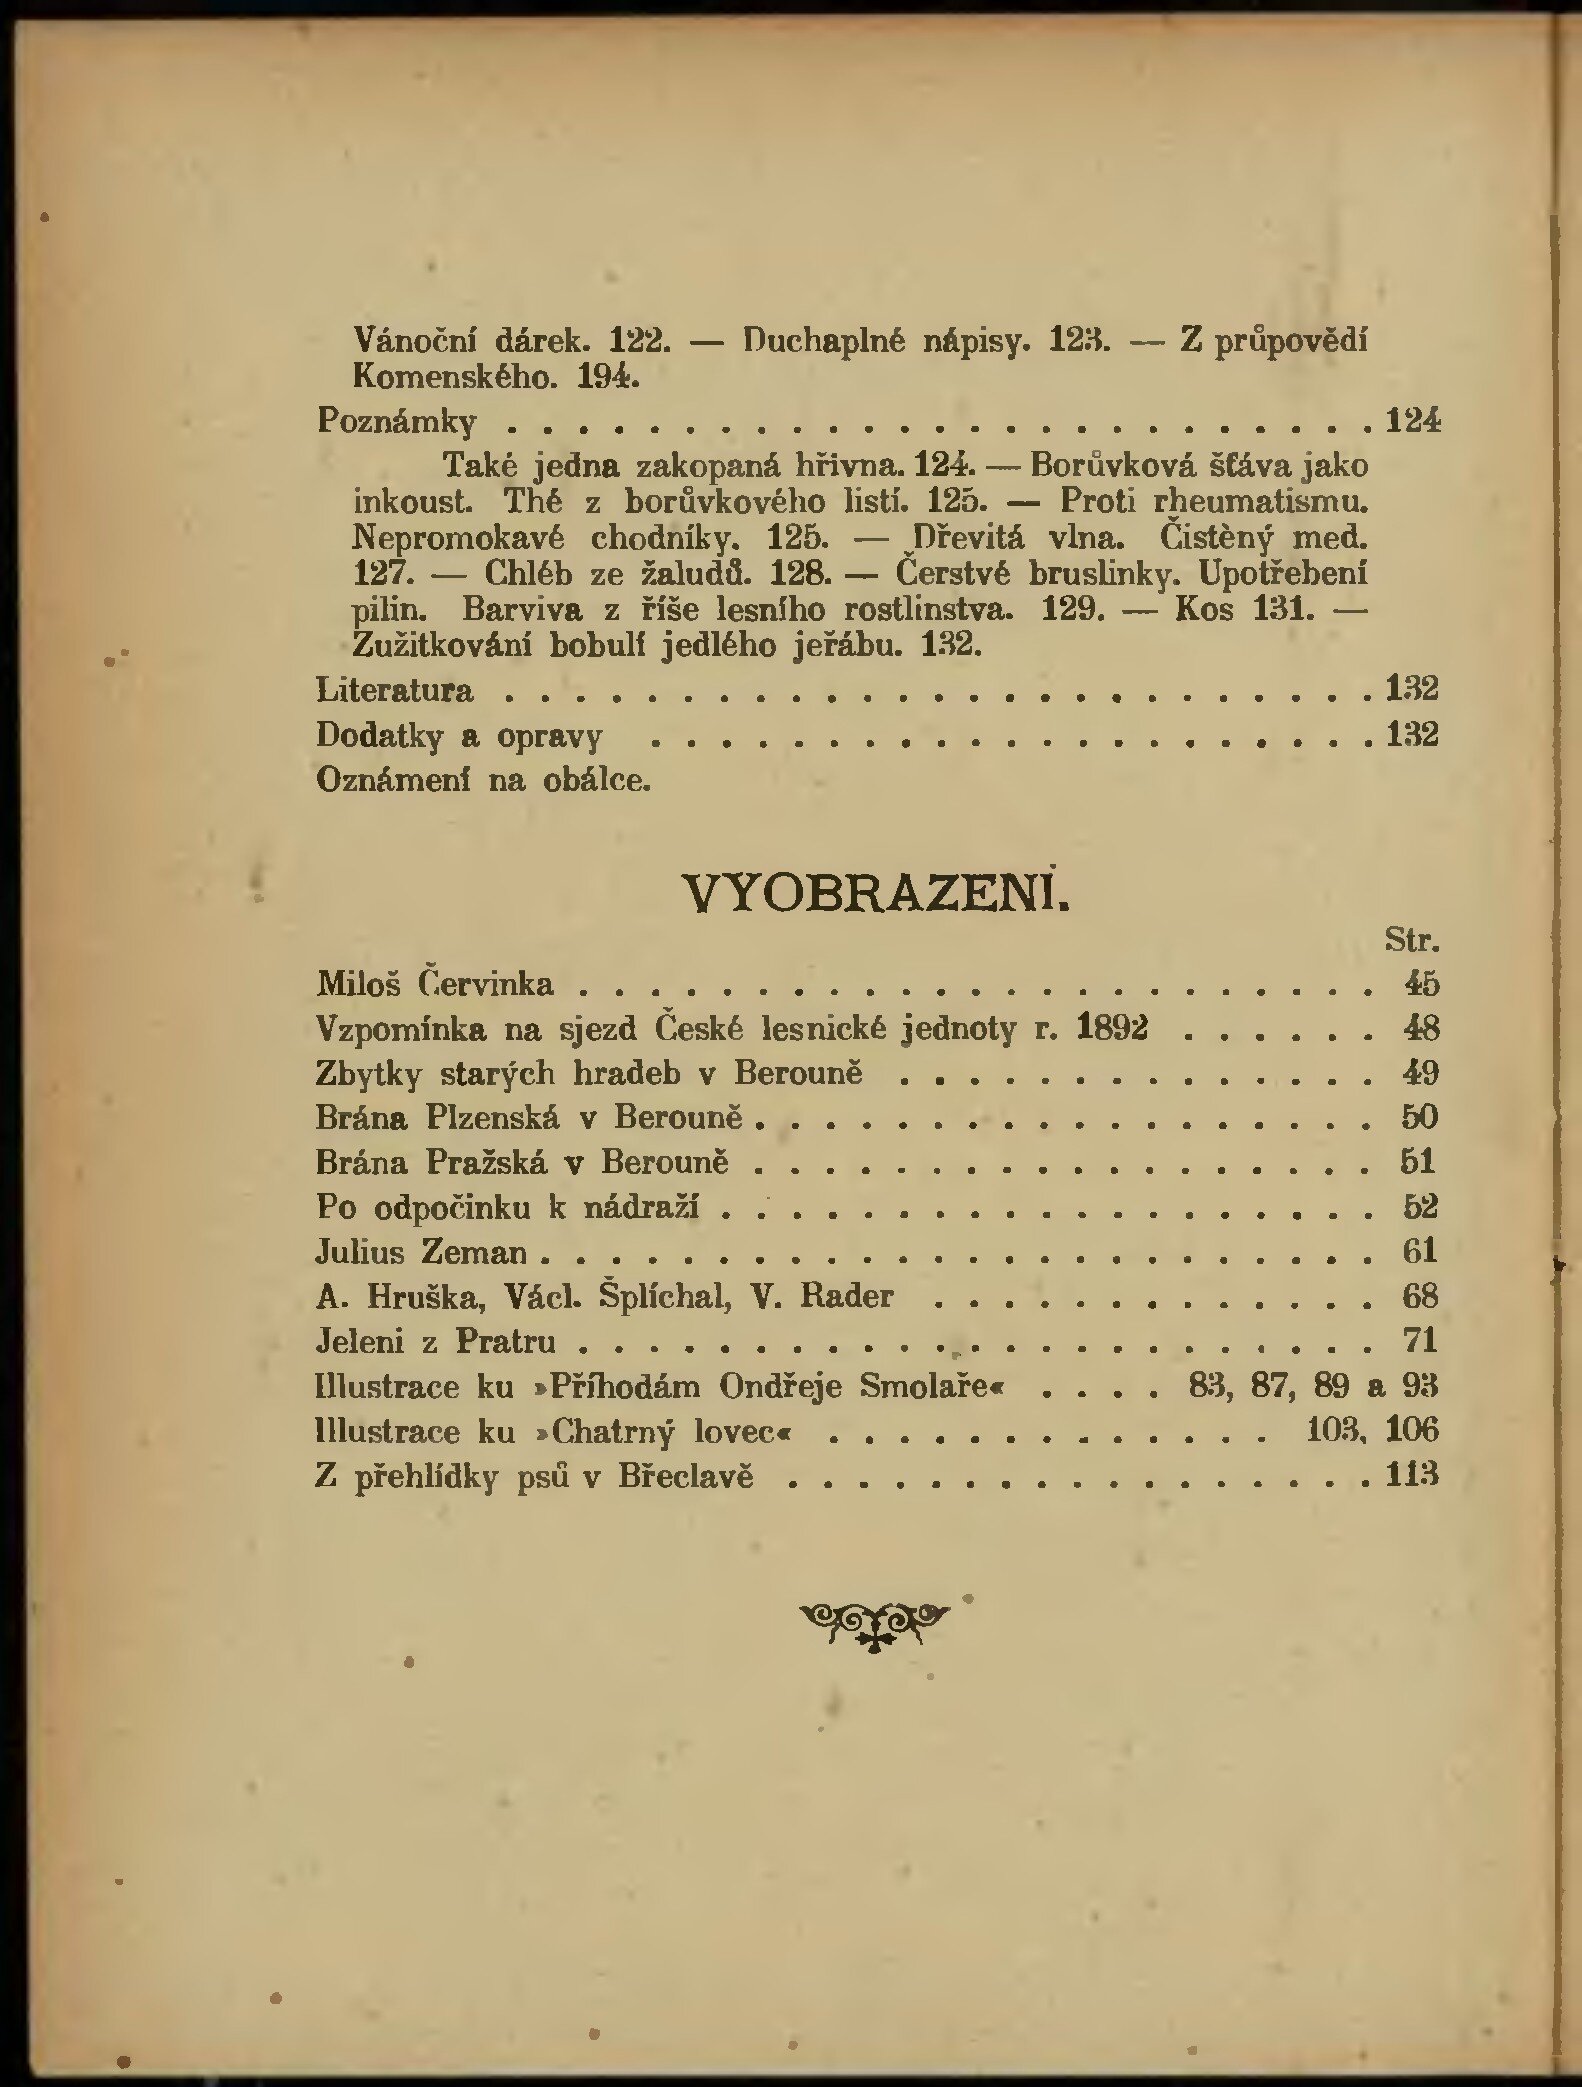 Vánoční dárek. 122. — Duchaplné nápisy. 123. — Z průpovědí
Komenského. 194.
Poznámky . . . . . . . . . . . . . . . . . . . . . . . . . 124
Také jedna zakopaná hřivna. 124. — Borůvková šťáva jako
inkoust. Thé z borůvkového listí. 125. — Proti rheumatismu.
Nepromokavé chodníky. 125. — Dřevitá vlna. Čistěný med.
127. — Chléb ze žaludů. 128. — Čerstvé bruslinky. Upotřebení
pilin. Barviva z říše lesního rostlinstva. 129. — Kos 131. —
Zužitkování bobulí jedlého jeřábu. 132.
Literatura . . . . . . . . . . . . . . . . . . . . . . . . . 132
Dodatky a opravy . . . . . . . . . . . . . . . . . . . . . 132
Oznámení na obálce.
VYOBRAZENÍ.
Str.
Miloš Červinka . . . . . . . . . . . . . . . . . . . . . . . 45
Vzpomínka na sjezd České lesnické jednoty r. 1892 . . . . . . 48
Zbytky starých hradeb v Berouně . . . . . . . . . . . . . . 49
Brána Plzenská v Berouně . . . . . . . . . . . . . . . . . . 50
Brána Pražská v Berouně . . . . . . . . . . . . . . . . . . 51
Po odpočinku k nádraží . . . . . . . . . . . . . . . . . . . 52
Julius Zeman . . . . . . . . . . . . . . . . . . . . . . . . 61
A. Hruška, Václ. Šplíchal, V. Rader . . . . . . . . . . . . . 68
Jeleni z Pratru . . . . . . . . . . . . . . . . . . . . . . . 71
Illustrace ku »Příhodám Ondřeje Smolaře« . . . . 83, 87, 89 a 93
Illustrace ku »Chatrný lovec« . . . . . . . . . . . . . 103, 106
Z přehlídky psů v Břeclavě . . . . . . . . . . . . . . . . . 113